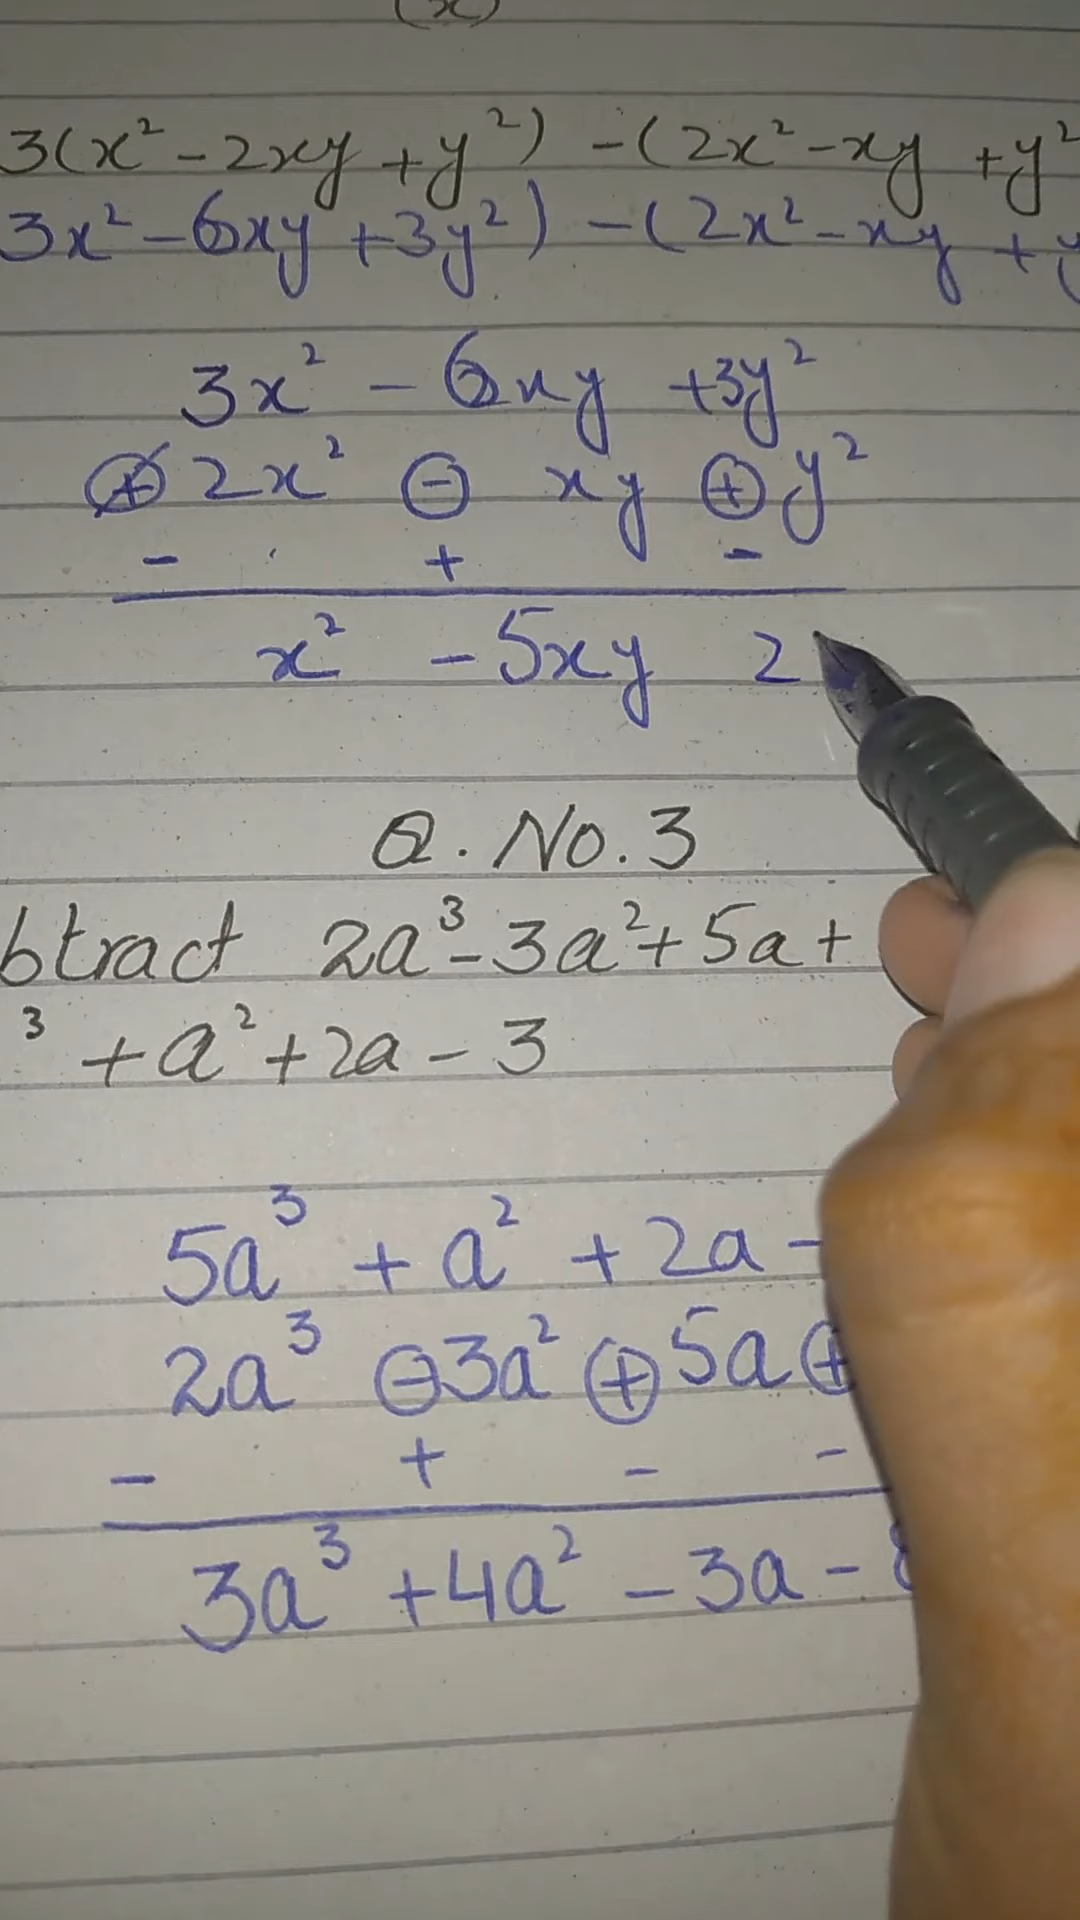 (x)
3(x² - 2xy + y²) - (2x² - xy + y²
3x² - 6xy + 3y²) - (2x² - xy + y
3x² - 6xy + 3y²
⊕ 2x² ⊖ xy ⊕ y²
- + -
x² - 5xy 2
Q. No. 3
btract 2a³ - 3a² + 5a +
³ + a² + 2a - 3
5a³ + a² + 2a -
2a³ ⊖ 3a² ⊕ 5a ⊕
- + - -
3a³ + 4a² - 3a -